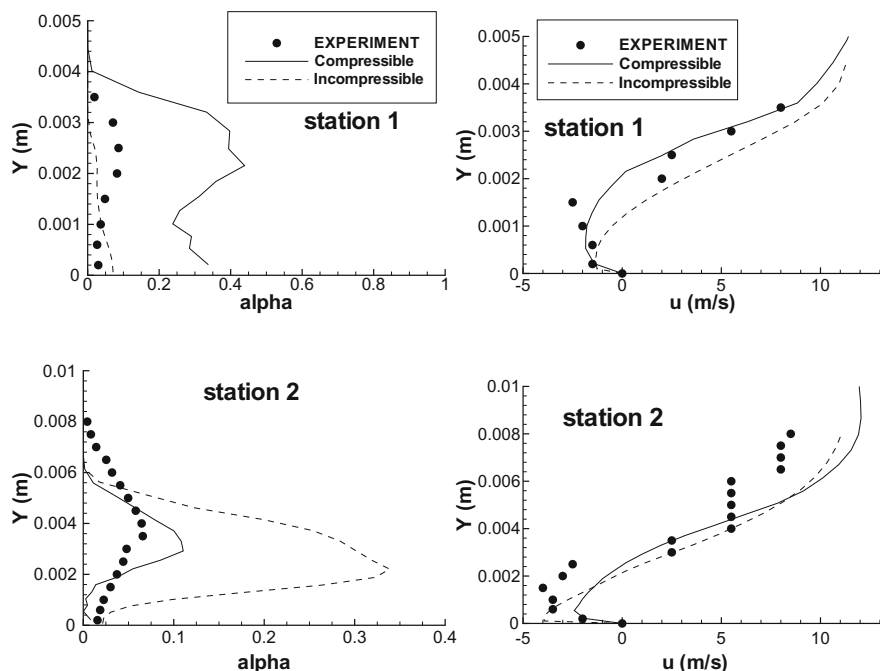 0.005
0.004
0.003
0.002
0.001
0
Y (m)
EXPERIMENT
Compressible
Incompressible
station 1
0 0.2 0.4 0.6 0.8 1
alpha
0.005
0.004
0.003
0.002
0.001
0
Y (m)
EXPERIMENT
Compressible
Incompressible
station 1
-5 0 5 10
u (m/s)
0.01
0.008
0.006
0.004
0.002
0
Y (m)
station 2
0 0.1 0.2 0.3 0.4
alpha
0.01
0.008
0.006
0.004
0.002
0
Y (m)
station 2
-5 0 5 10
u (m/s)